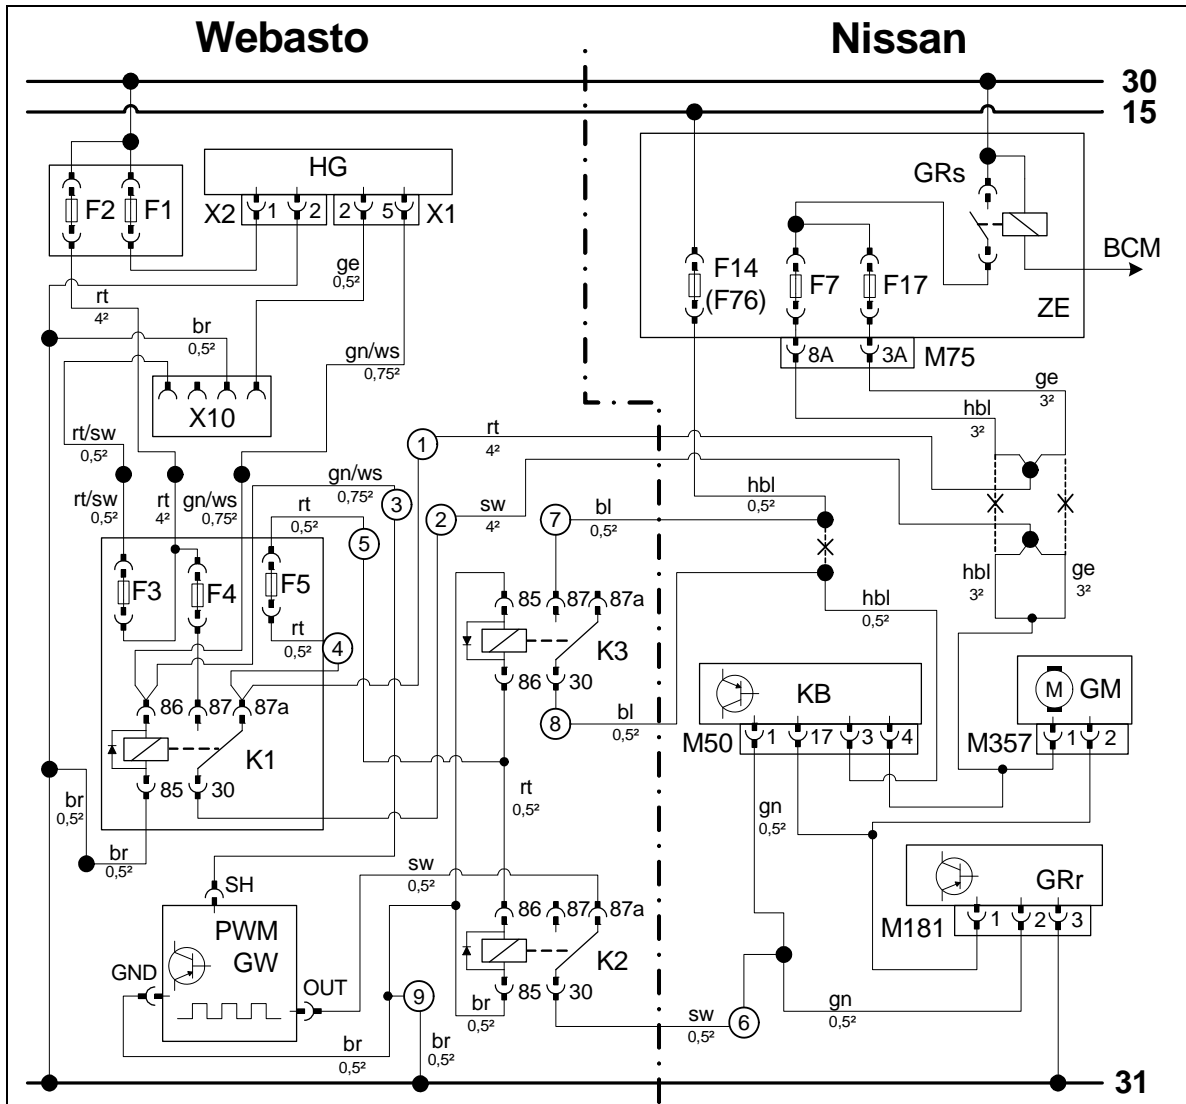 Webasto
Nissan
30
15
HG
GRs
F2
F1
X2
1
2
2
5
X1
BCM
ge
0,5²
F14
(F76)
F7
F17
ZE
rt
4²
br
0,5²
gn/ws
0,75²
8A
3A
M75
X10
ge
3²
hbl
3²
rt/sw
0,5²
1
rt
4²
gn/ws
0,75²
rt/sw
0,5²
rt
4²
gn/ws
0,75²
rt
0,5²
3
2
sw
4²
hbl
0,5²
7
bl
0,5²
5
F3
F4
F5
hbl
3²
ge
3²
85
87
87a
hbl
0,5²
rt
0,5²
4
K3
86
30
KB
M
GM
86
87
87a
8
bl
0,5²
M50
1
17
3
4
M357
1
2
K1
85
30
br
0,5²
rt
0,5²
gn
0,5²
br
0,5²
sw
0,5²
SH
GRr
86
87
87a
M181
1
2
3
PWM
GW
K2
GND
OUT
85
30
9
br
0,5²
sw
0,5²
6
gn
0,5²
br
0,5²
br
0,5²
31